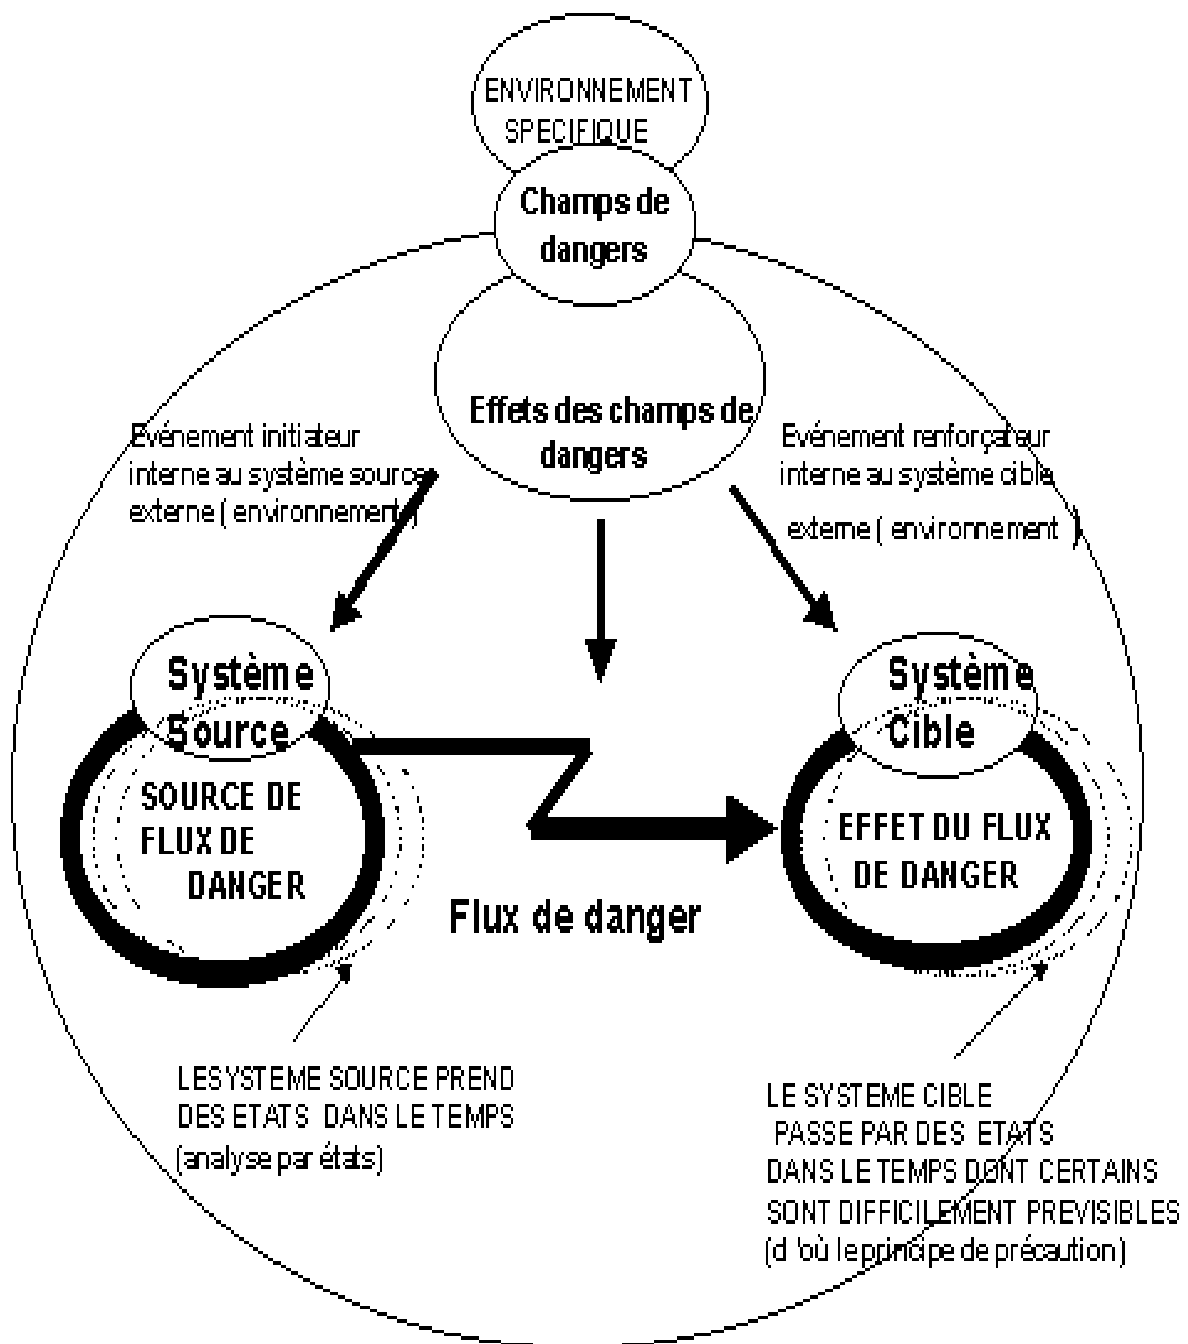 ENVIRONNEMENT
SPECIFIQUE
Champs de
dangers
Effets des champs de
dangers
Evénement initiateur
interne au système source
externe ( environnement )
Evénement renforçateur
interne au système cible
externe ( environnement )
Système
Source
SOURCE DE
FLUX DE
DANGER
Système
Cible
EFFET DU FLUX
DE DANGER
Flux de danger
LESYSTEME SOURCE PREND
DES ETATS DANS LE TEMPS
(analyse par états)
LE SYSTEME CIBLE
PASSE PAR DES ETATS
DANS LE TEMPS DONT CERTAINS
SONT DIFFICILEMENT PREVISIBLES
(d 'où le principe de précaution)